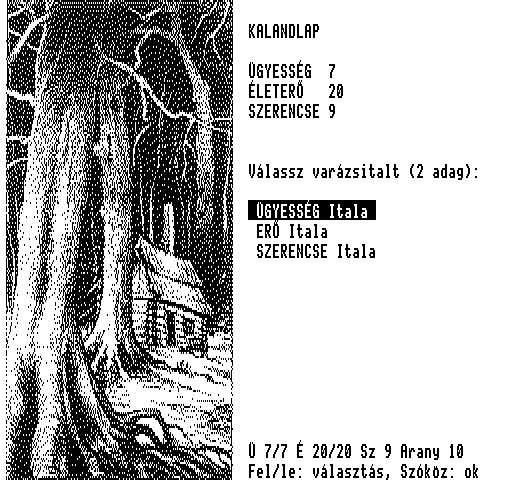 KALANDLAP
ÜGYESSÉG 7
ÉLETERŐ 20
SZERENCSE 9
Válassz varázsitalt (2 adag):
ÜGYESSÉG Itala
ERŐ Itala
SZERENCSE Itala
Ü 7/7 É 20/20 Sz 9 Arany 10
Fel/le: választás, Szóköz: ok